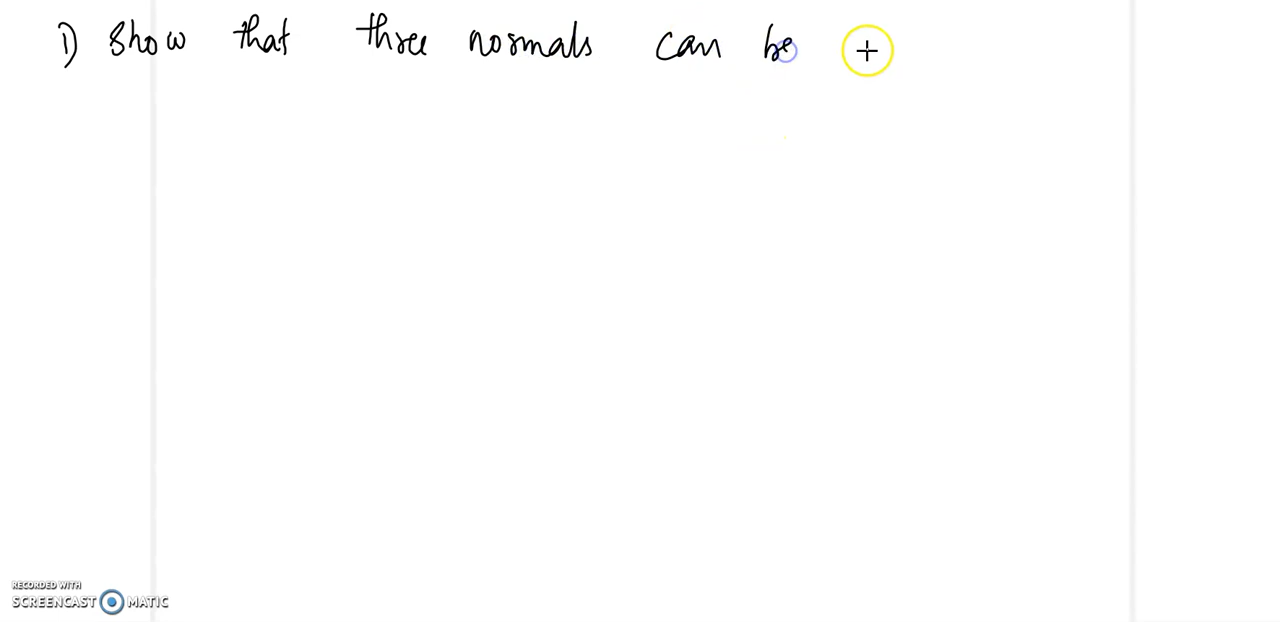 1) Show that three normals can be
RECORDED WITH
SCREENCAST MATIC